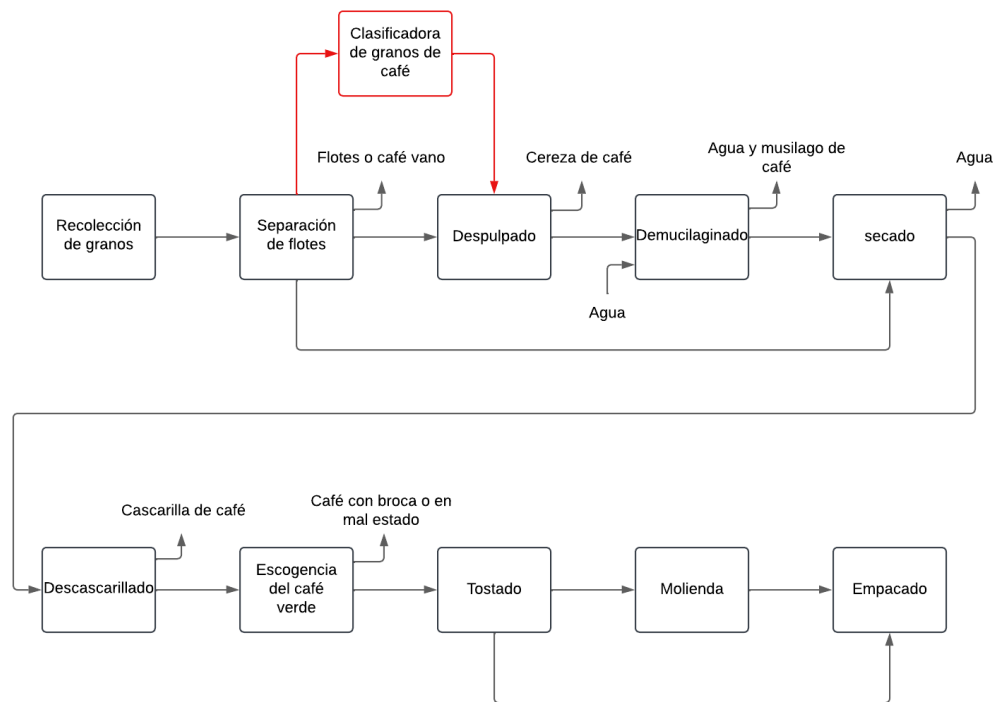 Clasificadora
de granos de
café
Flotes o café vano
Cereza de café
Agua y musilago de
café
Agua
Recolección
de granos
Separación
de flotes
Despulpado
Demucilaginado
secado
Agua
Cascarilla de café
Café con broca o en
mal estado
Descascarillado
Escogencia
del café
verde
Tostado
Molienda
Empacado